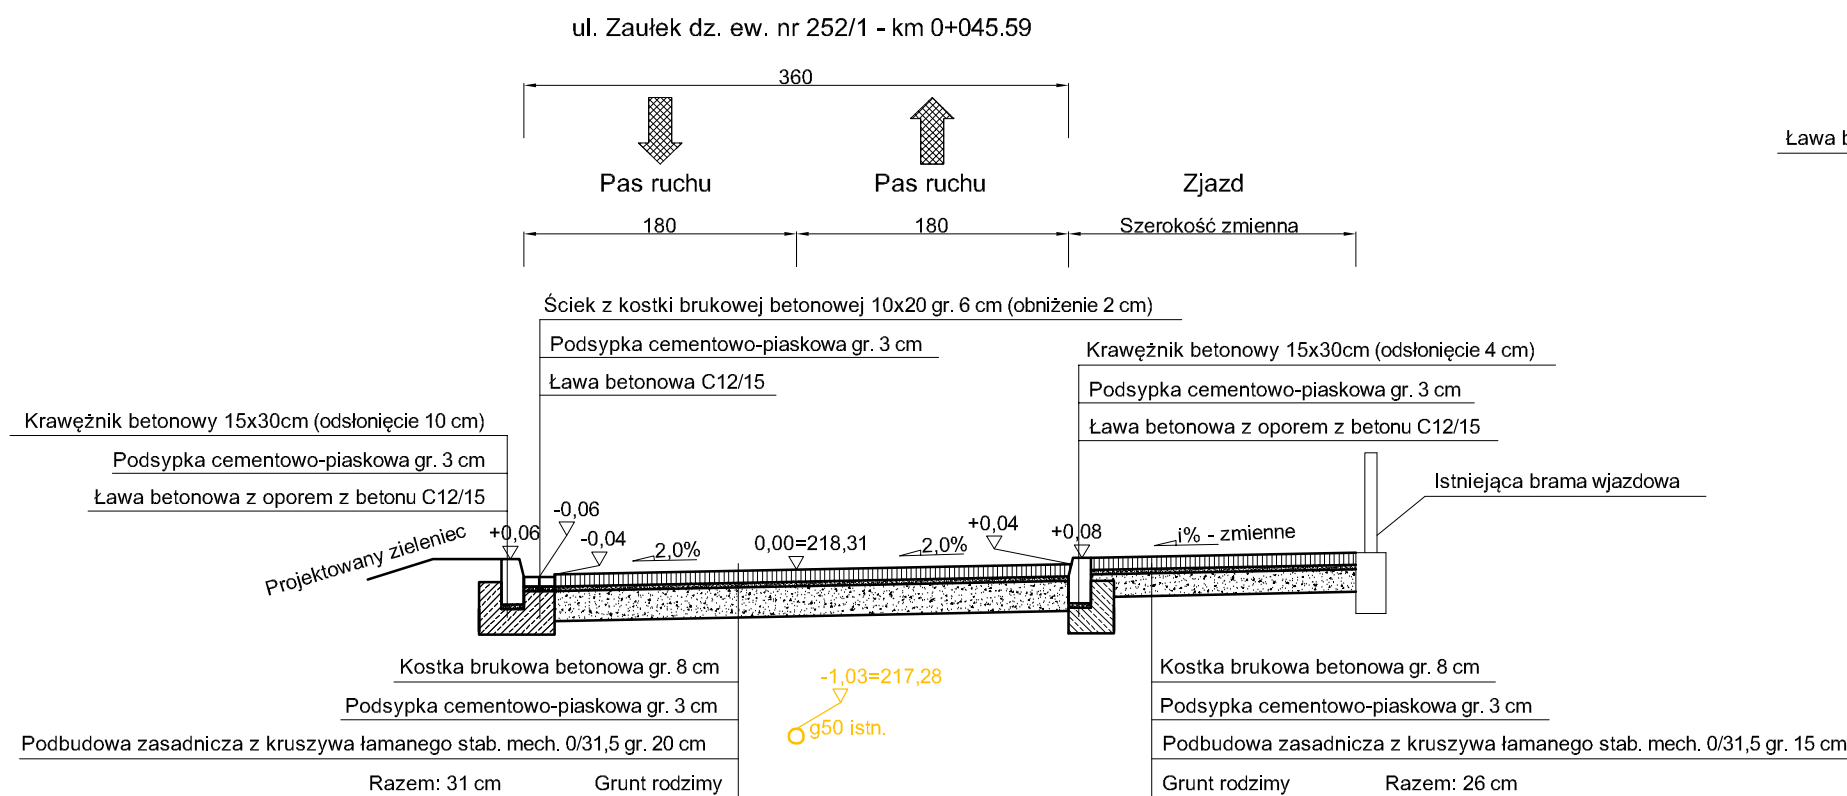 ul. Zaułek dz. ew. nr 252/1 - km 0+045.59
360
Ława b
Pas ruchu
Pas ruchu
Zjazd
180
180
Szerokość zmienna
Ściek z kostki brukowej betonowej 10x20 gr. 6 cm (obniżenie 2 cm)
Podsypka cementowo-piaskowa gr. 3 cm
Ława betonowa C12/15
Krawężnik betonowy 15x30cm (odsłonięcie 4 cm)
Podsypka cementowo-piaskowa gr. 3 cm
Ława betonowa z oporem z betonu C12/15
Krawężnik betonowy 15x30cm (odsłonięcie 10 cm)
Podsypka cementowo-piaskowa gr. 3 cm
Ława betonowa z oporem z betonu C12/15
Istniejąca brama wjazdowa
Projektowany zieleniec
+0,06
-0,06
-0,04
2,0%
0,00=218,31
2,0%
+0,04
+0,08
i% - zmienne
Kostka brukowa betonowa gr. 8 cm
Podsypka cementowo-piaskowa gr. 3 cm
Podbudowa zasadnicza z kruszywa łamanego stab. mech. 0/31,5 gr. 20 cm
Razem: 31 cm
Grunt rodzimy
-1,03=217,28
g50 istn.
Kostka brukowa betonowa gr. 8 cm
Podsypka cementowo-piaskowa gr. 3 cm
Podbudowa zasadnicza z kruszywa łamanego stab. mech. 0/31,5 gr. 15 cm
Grunt rodzimy
Razem: 26 cm